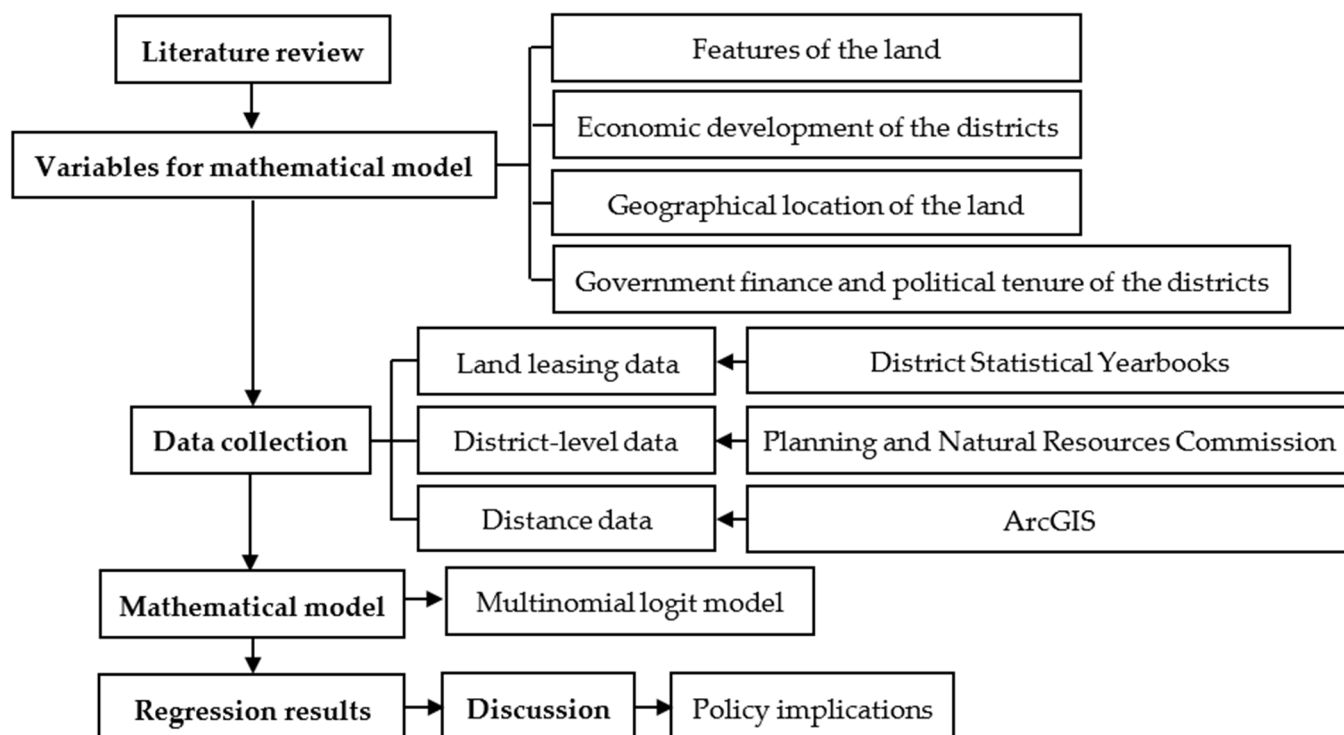 Literature review
Features of the land
Economic development of the districts
Variables for mathematical model
Geographical location of the land
Government finance and political tenure of the districts
Land leasing data
District Statistical Yearbooks
Data collection
District-level data
Planning and Natural Resources Commission
Distance data
ArcGIS
Mathematical model
Multinomial logit model
Regression results
Discussion
Policy implications